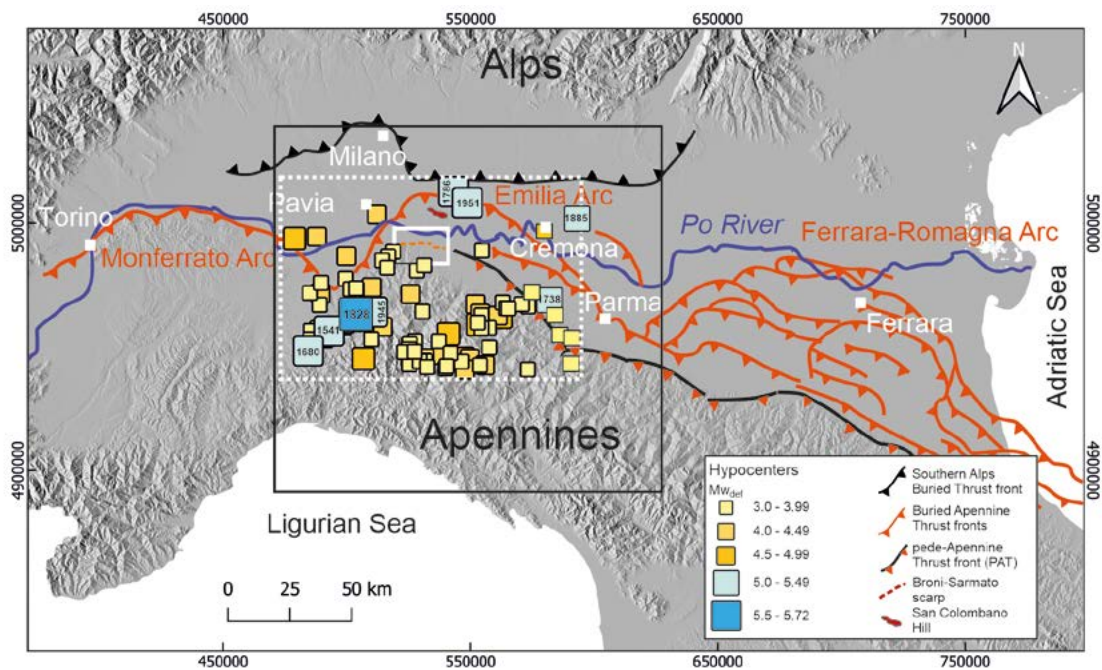 450000
550000
650000
750000
Alps
N
Milano
Pavia
Emilia Arc
1786
1951
1885
Torino
5000000
5000000
Monferrato Arc
Cremona
Po River
Ferrara-Romagna Arc
Parma
Ferrara
1738
1828
1945
1541
1680
Adriatic Sea
Apennines
4900000
4900000
Ligurian Sea
0 25 50 km
Hypocenters
Mwdef
3.0 - 3.99
4.0 - 4.49
4.5 - 4.99
5.0 - 5.49
5.5 - 5.72
Southern Alps
Buried Thrust front
Buried Apennine
Thrust fronts
pede-Apennine
Thrust front (PAT)
Broni-Sarmato
scarp
San Colombano
Hill
450000
550000
650000
750000